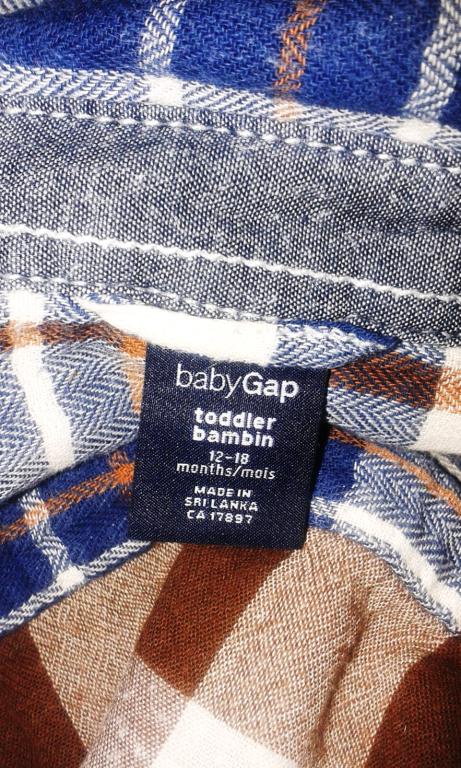 babyGap
toddler
bambin
12-18
months/mois
MADE IN
SRI LANKA
CA 17897